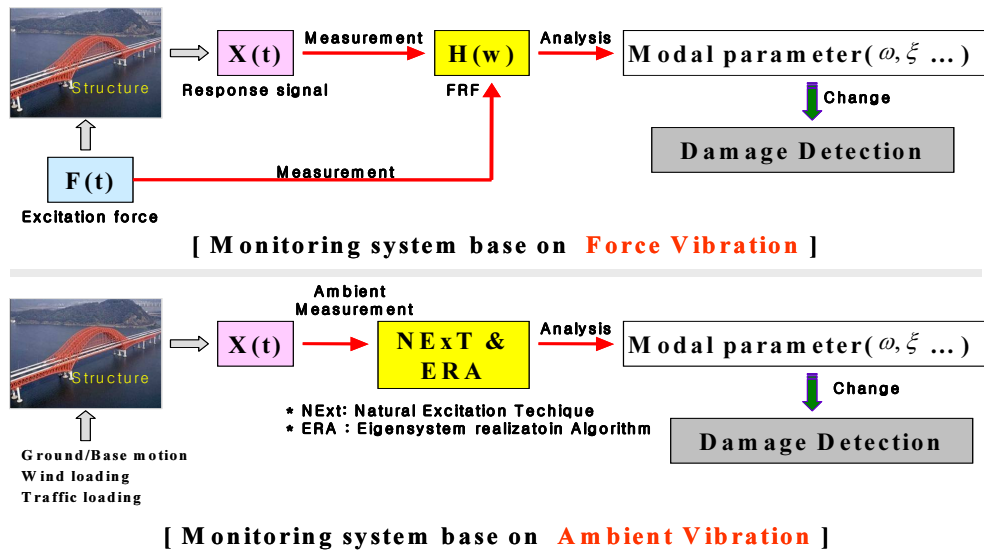 Structure
X(t)
Response signal
Measurement
H(w)
FRF
Analysis
Modal parameter( ω, ξ ... )
Change
Damage Detection
F(t)
Excitation force
Measurement
[ Monitoring system base on Force Vibration ]
Structure
X(t)
Ambient
Measurement
NExT &
ERA
Analysis
Modal parameter( ω, ξ ... )
Change
Damage Detection
* NExt: Natural Excitation Techique
* ERA : Eigensystem realizatoin Algorithm
Ground/Base motion
Wind loading
Traffic loading
[ Monitoring system base on Ambient Vibration ]